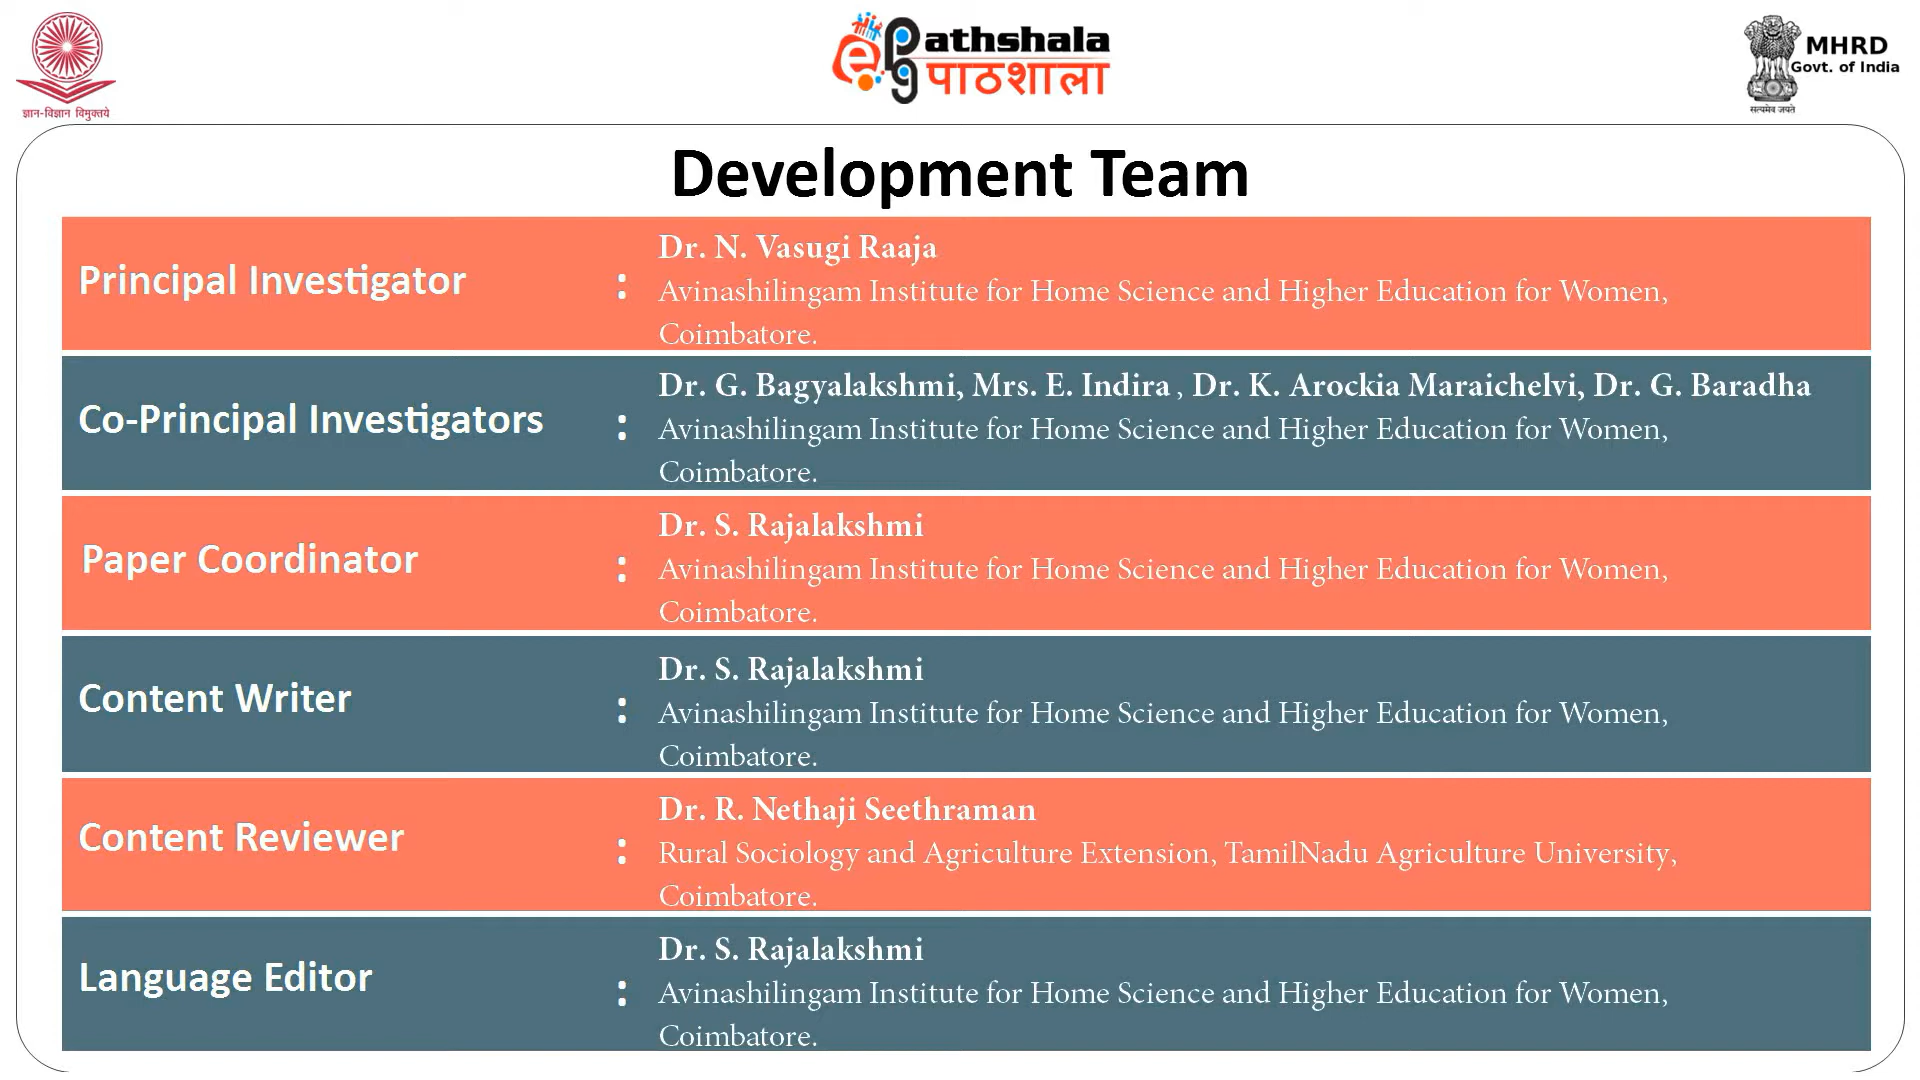 ज्ञान-विज्ञान विमुक्तये
ePG Pathshala
पाठशाला
MHRD
Govt. of India
सत्यमेव जयते
Development Team
Principal Investigator : Dr. N. Vasugi Raaja
Avinashilingam Institute for Home Science and Higher Education for Women,
Coimbatore.
Co-Principal Investigators : Dr. G. Bagyalakshmi, Mrs. E. Indira , Dr. K. Arockia Maraichelvi, Dr. G. Baradha
Avinashilingam Institute for Home Science and Higher Education for Women,
Coimbatore.
Paper Coordinator : Dr. S. Rajalakshmi
Avinashilingam Institute for Home Science and Higher Education for Women,
Coimbatore.
Content Writer : Dr. S. Rajalakshmi
Avinashilingam Institute for Home Science and Higher Education for Women,
Coimbatore.
Content Reviewer : Dr. R. Nethaji Seethraman
Rural Sociology and Agriculture Extension, TamilNadu Agriculture University,
Coimbatore.
Language Editor : Dr. S. Rajalakshmi
Avinashilingam Institute for Home Science and Higher Education for Women,
Coimbatore.